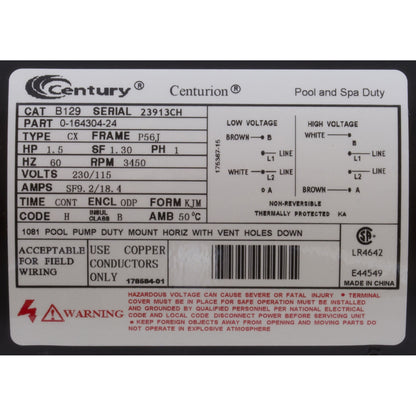 Century® Centurion® Pool and Spa Duty
CAT B129 SERIAL 23913CH
PART 0-164304-24
TYPE CX FRAME P56J
HP 1.5 SF 1.30 PH 1
HZ 60 RPM 3450
VOLTS 230/115
AMPS SF9.2/18.4
TIME CONT ENCL ODP FORM KJM
CODE H INSUL CLASS B AMB 50°C
175367-15
LOW VOLTAGE
BROWN B
LINE
L1
WHITE LINE
L2
A
HIGH VOLTAGE
WHITE B
LINE
L1
LINE
L2
BROWN A
NON-REVERSIBLE
THERMALLY PROTECTED KA
1081 POOL PUMP DUTY MOUNT HORIZ WITH VENT HOLES DOWN
ACCEPTABLE
FOR FIELD
WIRING
USE COPPER
CONDUCTORS
ONLY 178584-01
SA
LR4642
E44549
MADE IN CHINA
WARNING
HAZARDOUS VOLTAGE CAN CAUSE SEVERE OR FATAL INJURY * TERMINAL
COVER MUST BE IN PLACE FOR SAFE OPERATION * MUST BE INSTALLED
AND GROUNDED BY QUALIFIED PERSONNEL PER NATIONAL ELECTRICAL
CODE AND LOCAL CODES DISCONNECT POWER BEFORE SERVICING UNIT
* KEEP FOREIGN OBJECTS AWAY FROM OPENING AND MOVING PARTS DO
NOT OPERATE IN EXPLOSIVE ATMOSPHERE